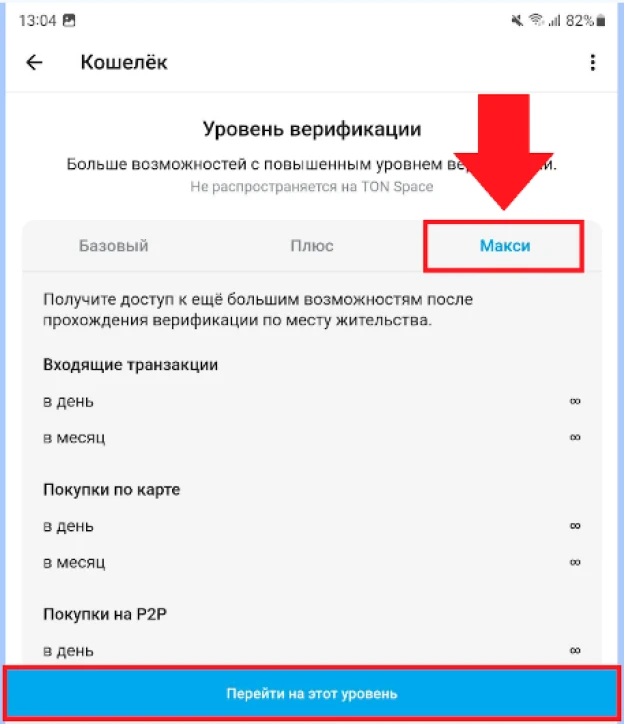 13:04 82%
Кошелёк
Уровень верификации
Больше возможностей с повышенным уровнем ве й.
Не распространяется на TON Space
Базовый Плюс Макси
Получите доступ к ещё большим возможностям после
прохождения верификации по месту жительства.
Входящие транзакции
в день ∞
в месяц ∞
Покупки по карте
в день ∞
в месяц ∞
Покупки на P2P
в день ∞
Перейти на этот уровень